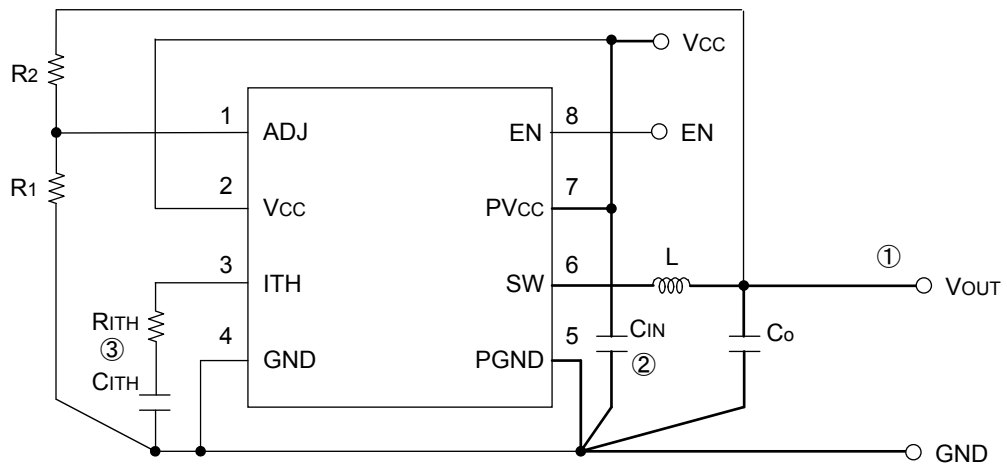 VCC
R2
1
ADJ
EN
8
EN
R1
2
VCC
PVCC
7
3
ITH
SW
6
L
①
VOUT
RITH
③
CITH
4
GND
PGND
5
CIN
②
Co
GND